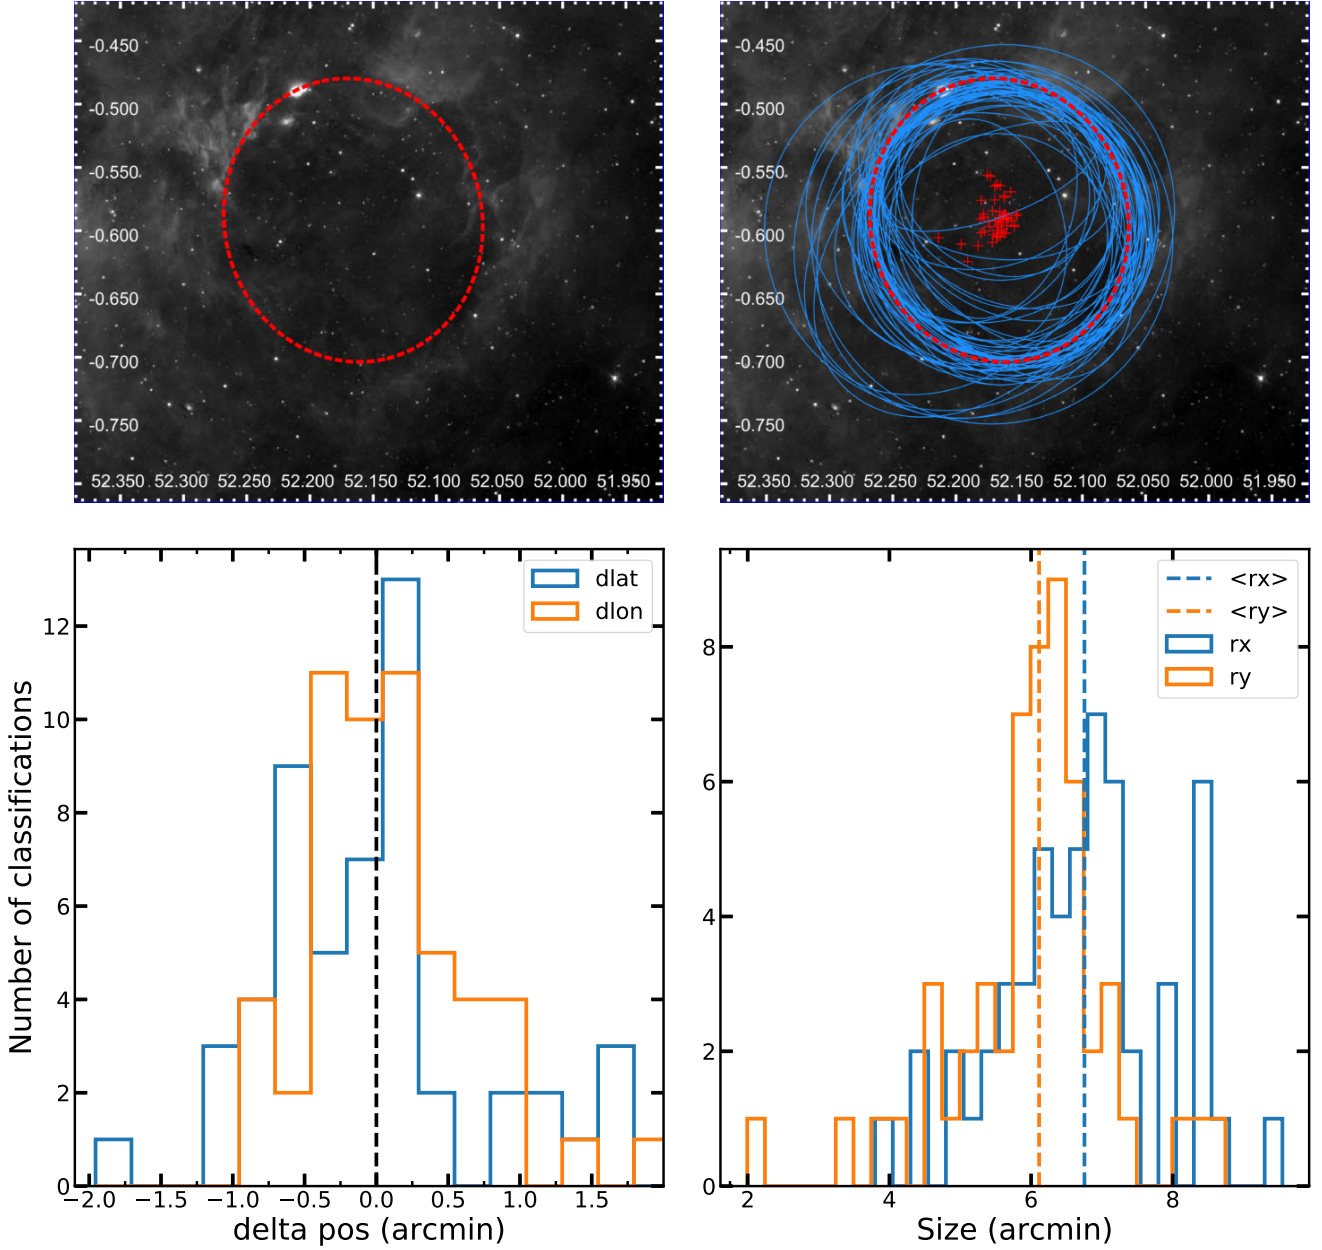 -0.450
-0.500
-0.550
-0.600
-0.650
-0.700
-0.750
52.350 52.300 52.250 52.200 52.150 52.100 52.050 52.000 51.950
-0.450
-0.500
-0.550
-0.600
-0.650
-0.700
-0.750
52.350 52.300 52.250 52.200 52.150 52.100 52.050 52.000 51.950
Number of classifications
12
10
8
6
4
2
0
−2.0 −1.5 −1.0 −0.5 0.0 0.5 1.0 1.5
delta pos (arcmin)
dlat
dlon
8
6
4
2
0
2 4 6 8
Size (arcmin)
<rx>
<ry>
rx
ry